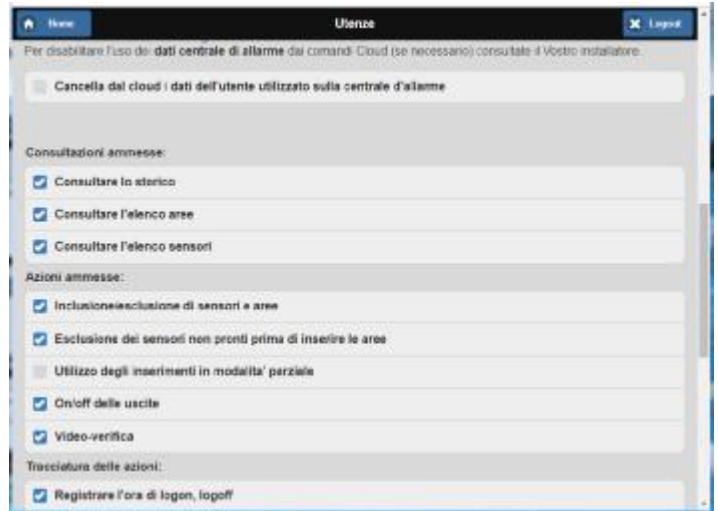 Home
Utenze
Logout
Per disabilitare l'uso dei dati centrale di allarme dai comandi Cloud (se necessario) consultate il Vostro installatore.
Cancella dal cloud i dati dell'utente utilizzato sulla centrale d'allarme
Consultazioni ammesse:
Consultare lo storico
Consultare l'elenco aree
Consultare l'elenco sensori
Azioni ammesse:
Inclusione/esclusione di sensori e aree
Esclusione dei sensori non pronti prima di inserire le aree
Utilizzo degli inserimenti in modalita' parziale
On/off delle uscite
Video-verifica
Tracciatura delle azioni:
Registrare l'ora di logon, logoff